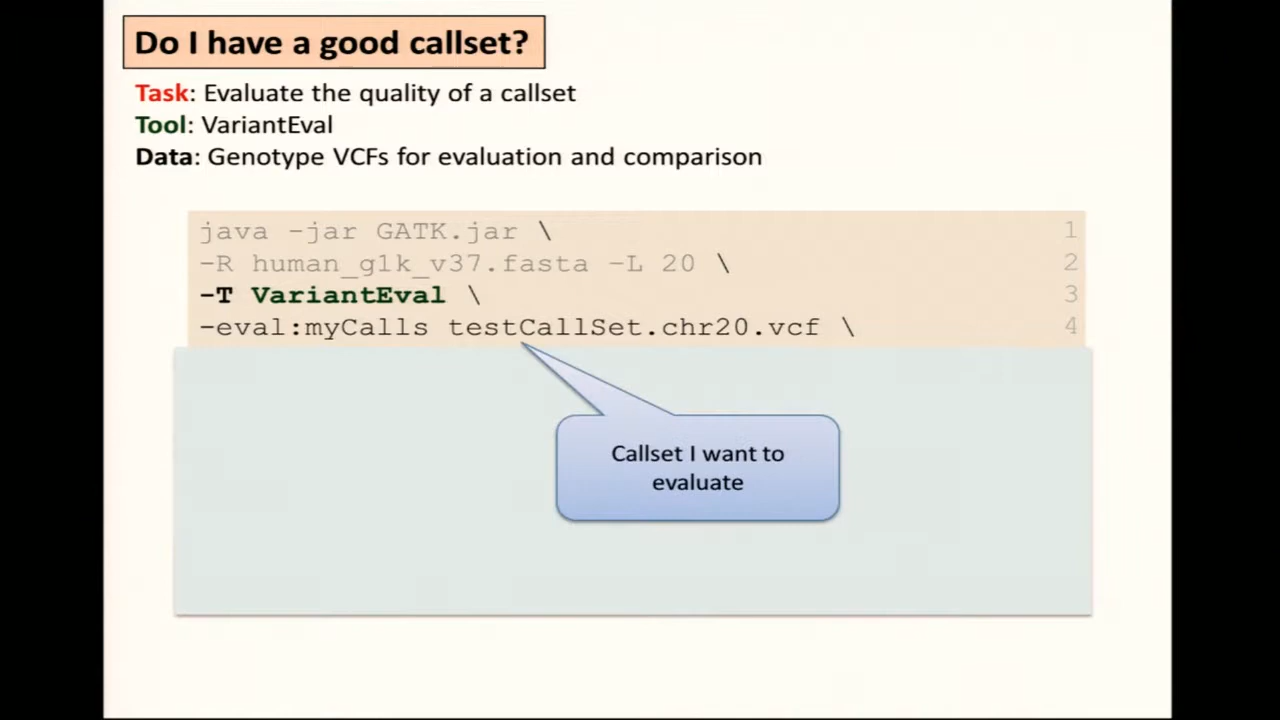 Do I have a good callset?
Task: Evaluate the quality of a callset
Tool: VariantEval
Data: Genotype VCFs for evaluation and comparison
java -jar GATK.jar \ 1
-R human_g1k_v37.fasta -L 20 \ 2
-T VariantEval \ 3
-eval:myCalls testCallSet.chr20.vcf \ 4
Callset I want to
evaluate